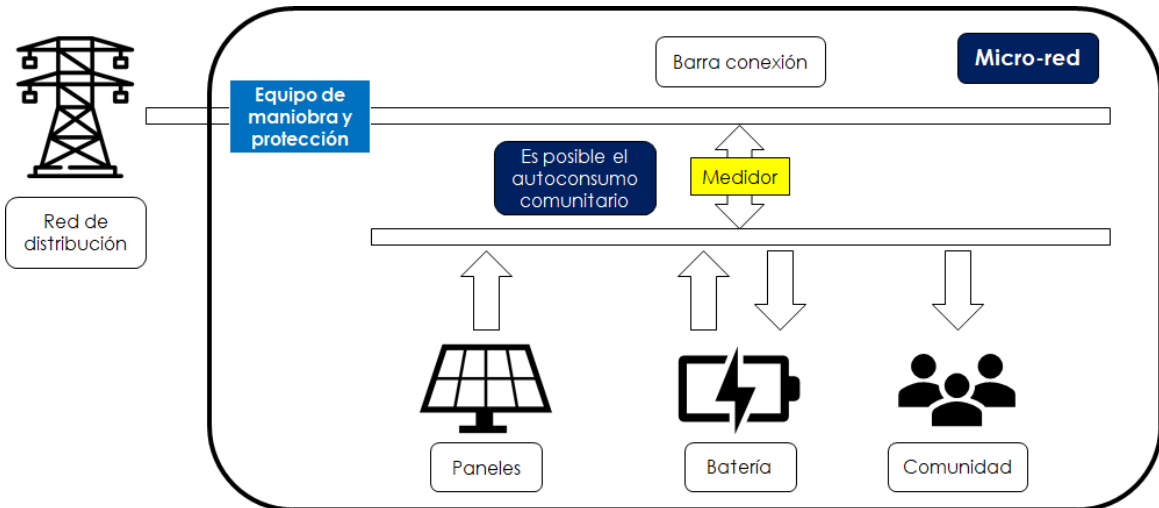 Barra conexión
Micro-red
Equipo de
maniobra y
protección
Es posible el
autoconsumo
comunitario
Medidor
Red de
distribución
Paneles
Batería
Comunidad